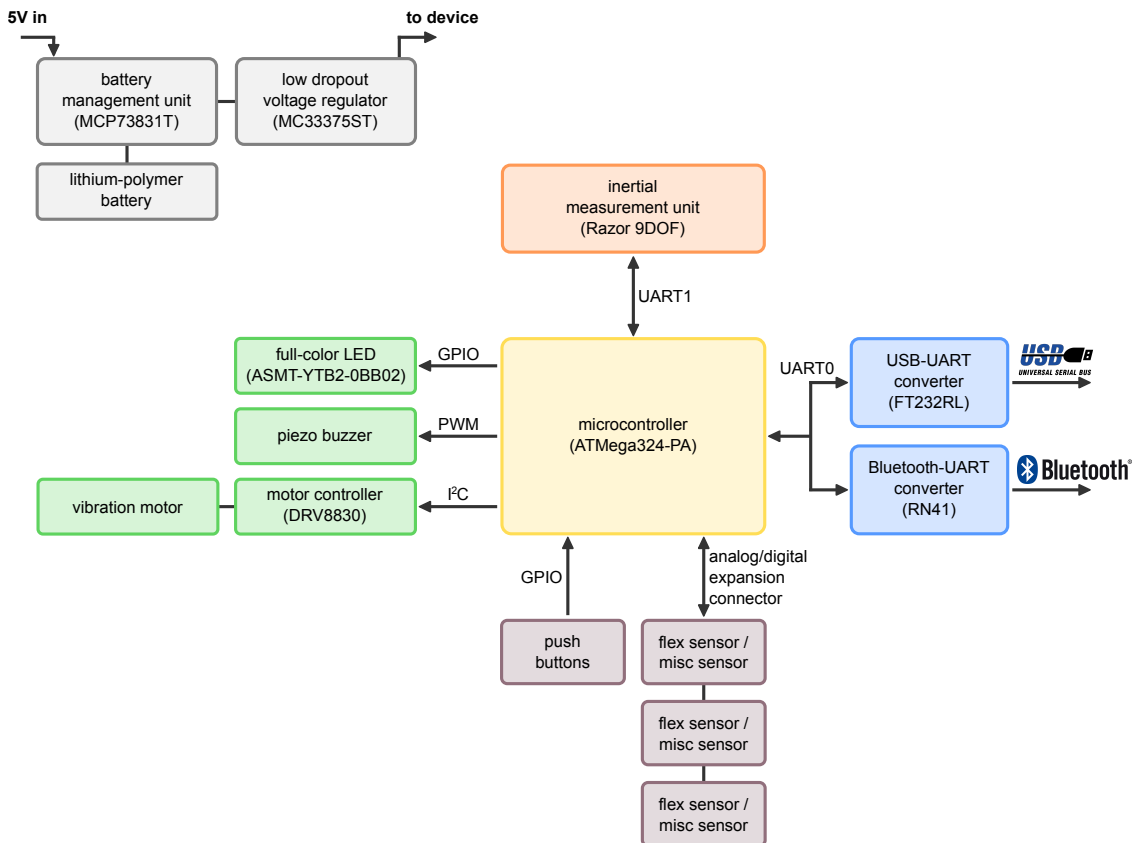 5V in
to device
battery
management unit
(MCP73831T)
low dropout
voltage regulator
(MC33375ST)
lithium-polymer
battery
inertial
measurement unit
(Razor 9DOF)
UART1
full-color LED
(ASMT-YTB2-0BB02)
GPIO
piezo buzzer
PWM
vibration motor
motor controller
(DRV8830)
I²C
microcontroller
(ATMega324-PA)
UART0
USB-UART
converter
(FT232RL)
USB
UNIVERSAL SERIAL BUS
Bluetooth-UART
converter
(RN41)
Bluetooth®
GPIO
analog/digital
expansion
connector
push
buttons
flex sensor /
misc sensor
flex sensor /
misc sensor
flex sensor /
misc sensor